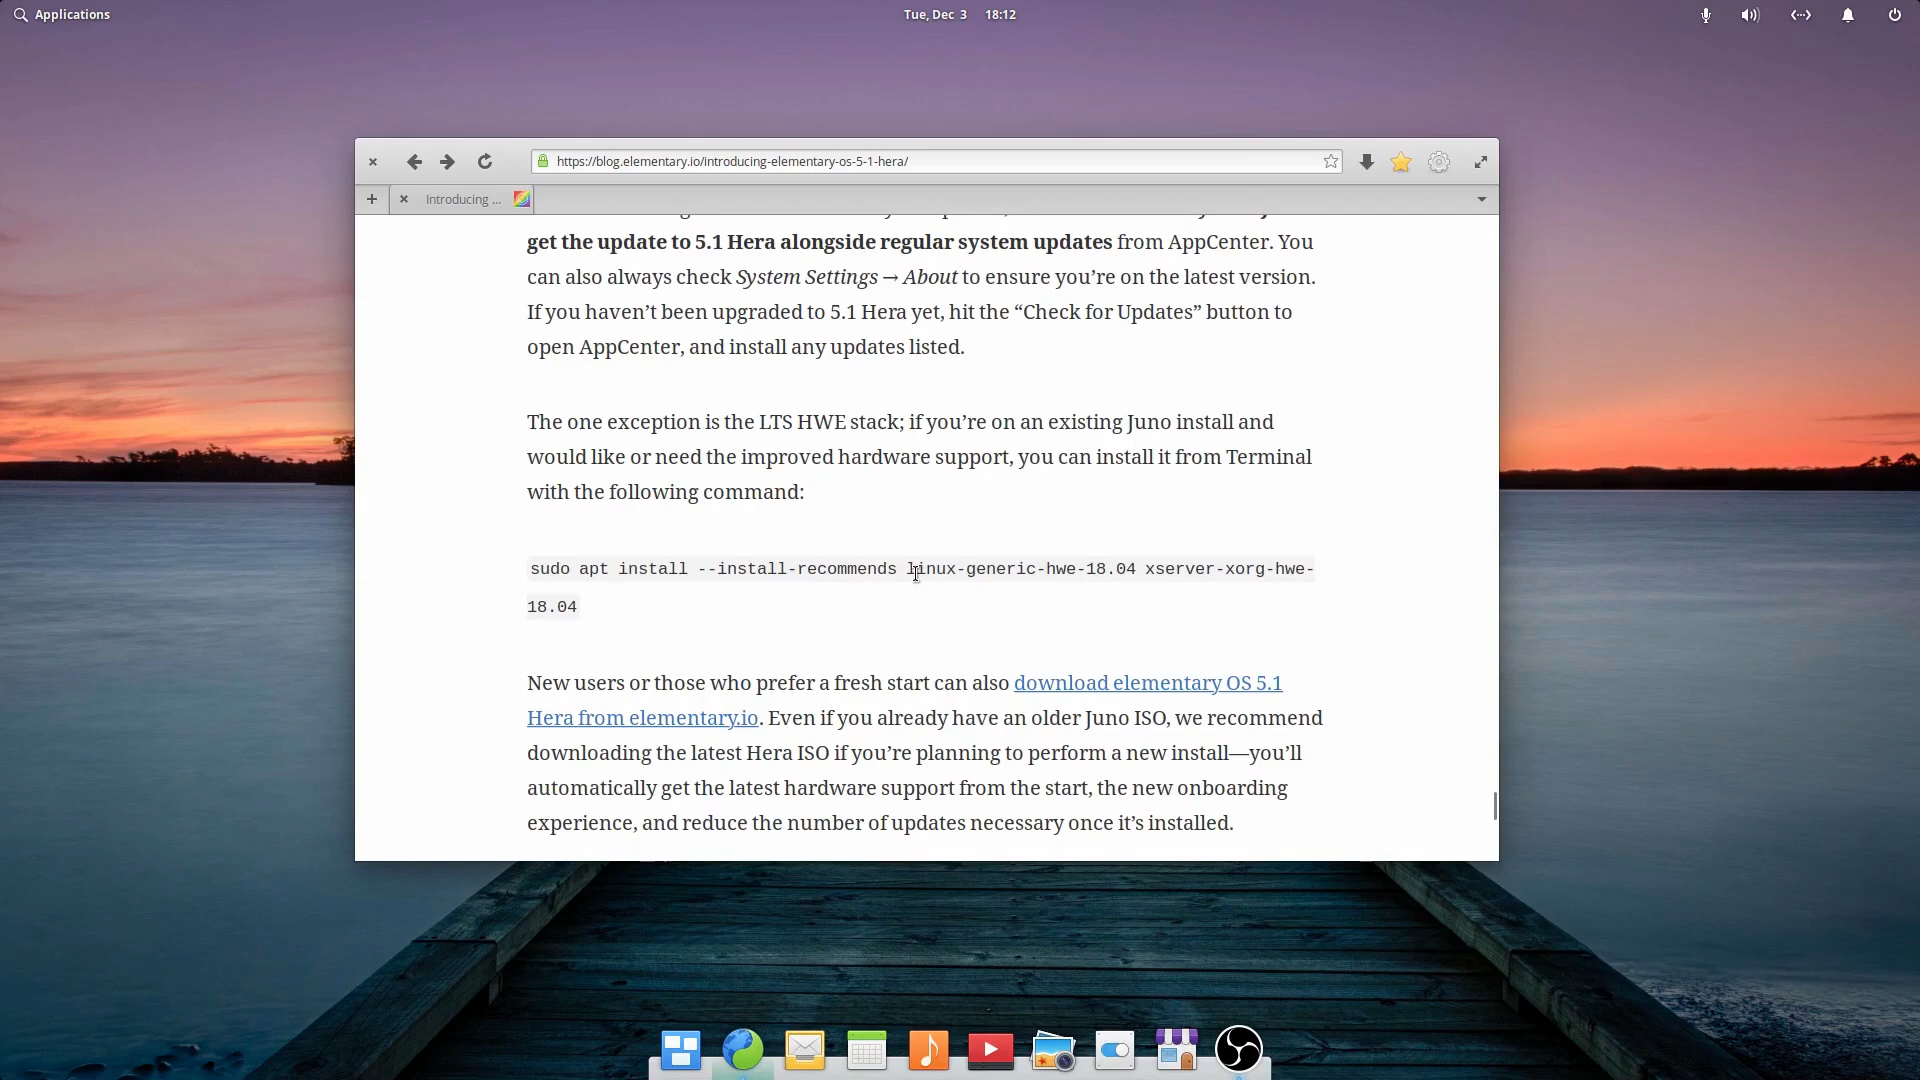 Applications
Tue, Dec 3 18:12
https://blog.elementary.io/introducing-elementary-os-5-1-hera/
Introducing ...
get the update to 5.1 Hera alongside regular system updates from AppCenter. You
can also always check System Settings → About to ensure you’re on the latest version.
If you haven’t been upgraded to 5.1 Hera yet, hit the “Check for Updates” button to
open AppCenter, and install any updates listed.
The one exception is the LTS HWE stack; if you’re on an existing Juno install and
would like or need the improved hardware support, you can install it from Terminal
with the following command:
sudo apt install --install-recommends linux-generic-hwe-18.04 xserver-xorg-hwe-
18.04
New users or those who prefer a fresh start can also download elementary OS 5.1
Hera from elementary.io. Even if you already have an older Juno ISO, we recommend
downloading the latest Hera ISO if you’re planning to perform a new install—you’ll
automatically get the latest hardware support from the start, the new onboarding
experience, and reduce the number of updates necessary once it’s installed.